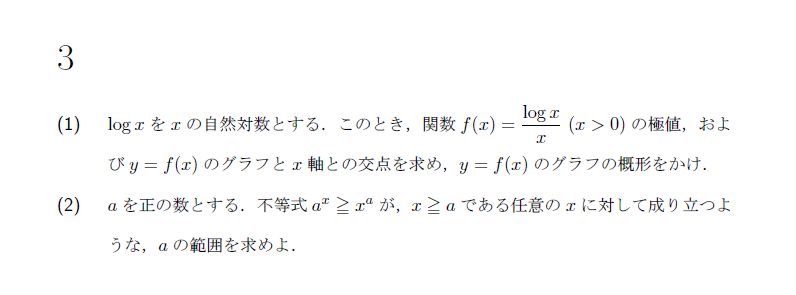 3
(1) log x を x の自然対数とする．このとき，関数 f(x) = \frac{log x}{x} (x > 0) の極値，およ
び y = f(x) のグラフと x 軸との交点を求め，y = f(x) のグラフの概形をかけ．
(2) a を正の数とする．不等式 a^x ≧ x^a が，x ≧ a である任意の x に対して成り立つよ
うな，a の範囲を求めよ．